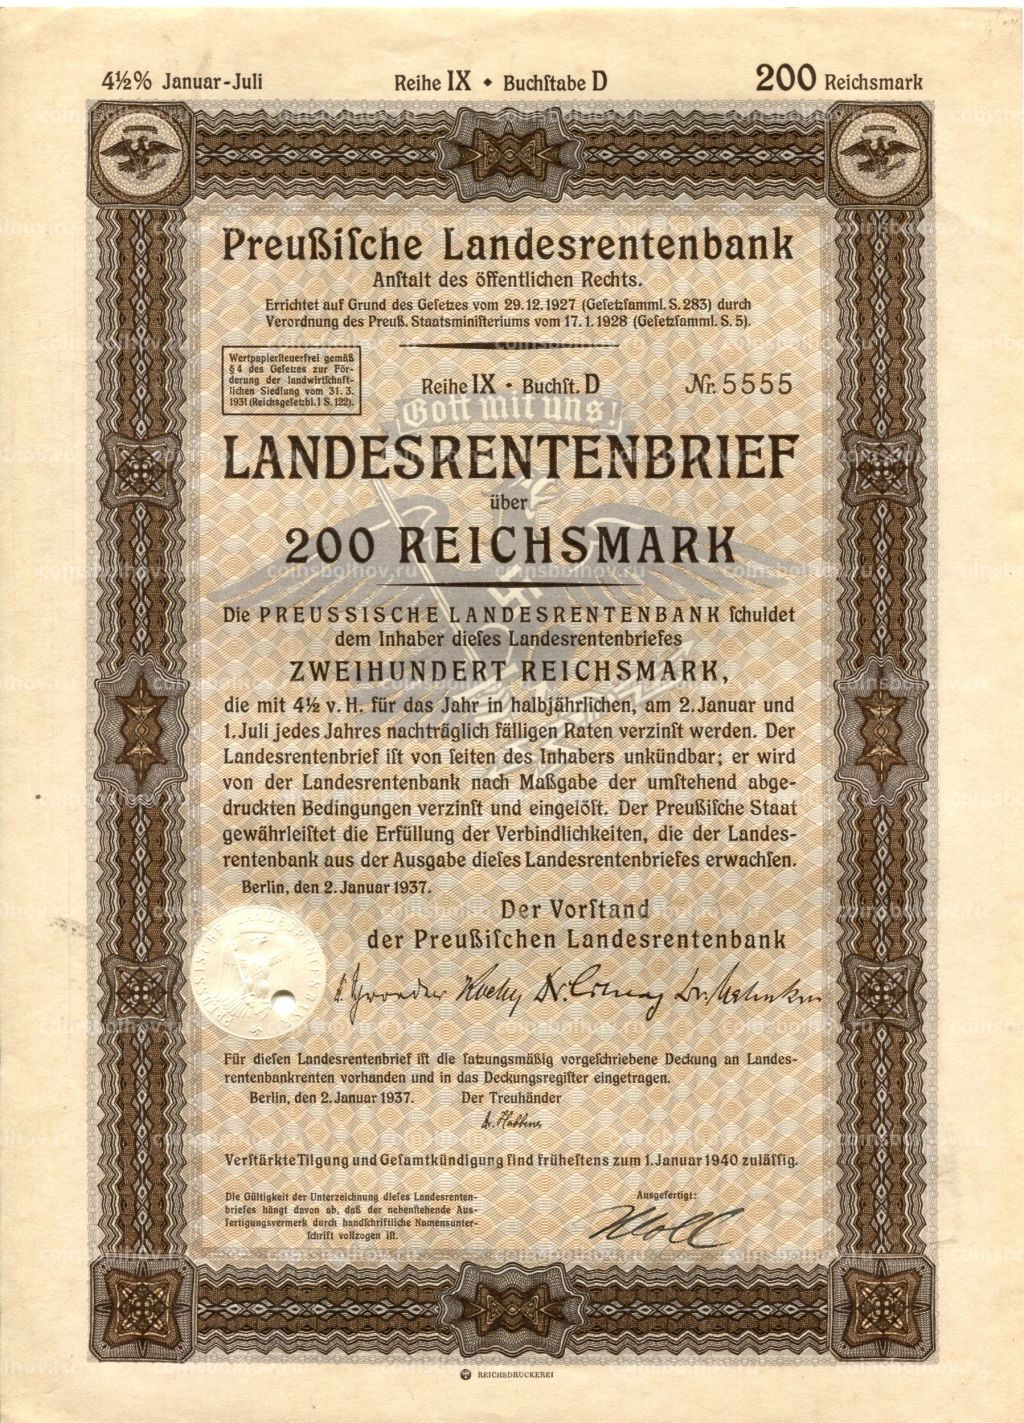 4½% Januar-Juli Reihe IX • Buchſtabe D 200 Reichsmark
Preußiſche Landesrentenbank
Anſtalt des öffentlichen Rechts.
Errichtet auf Grund des Geſetzes vom 29.12.1927 (Geſetzſamml. S. 283) durch
Verordnung des Preuß. Staatsminiſteriums vom 17. 1. 1928 (Geſetzſamml. S. 5).
Wertpapierſteuerfrei gemäß
§ 4 des Geſetzes zur För-
derung der landwirtſchaft-
lichen Siedlung vom 31. 3.
1931 (Reichsgeſetzbl. I S. 122).
Reihe IX • Buchſt. D Nr. 5555
Gott mit uns!
LANDESRENTENBRIEF
über
200 REICHSMARK
Die PREUSSISCHE LANDESRENTENBANK ſchuldet
dem Inhaber dieſes Landesrentenbriefes
ZWEIHUNDERT REICHSMARK,
die mit 4½ v. H. für das Jahr in halbjährlichen, am 2. Januar und
1. Juli jedes Jahres nachträglich fälligen Raten verzinſt werden. Der
Landesrentenbrief iſt von ſeiten des Inhabers unkündbar; er wird
von der Landesrentenbank nach Maßgabe der umſtehend abge-
druckten Bedingungen verzinſt und eingelöſt. Der Preußiſche Staat
gewährleiſtet die Erfüllung der Verbindlichkeiten, die der Landes-
rentenbank aus der Ausgabe dieſes Landesrentenbriefes erwachſen.
Berlin, den 2. Januar 1937.
Der Vorſtand
der Preußiſchen Landesrentenbank
PREUSSISCHE LANDESRENTENBANK
Für dieſen Landesrentenbrief iſt die ſatzungsmäßig vorgeſchriebene Deckung an Landes-
rentenbankrenten vorhanden und in das Deckungsregiſter eingetragen.
Berlin, den 2. Januar 1937. Der Treuhänder
Verſtärkte Tilgung und Geſamtkündigung ſind früheſtens zum 1. Januar 1940 zuläſſig.
Die Gültigkeit der Unterzeichnung dieſes Landesrenten-
briefes hängt davon ab, daß der nebenſtehende Aus-
fertigungsvermerk durch handſchriftliche Namensunter-
ſchrift vollzogen iſt.
Ausgefertigt:
REICHSDRUCKEREI
coinsbolhov.ru